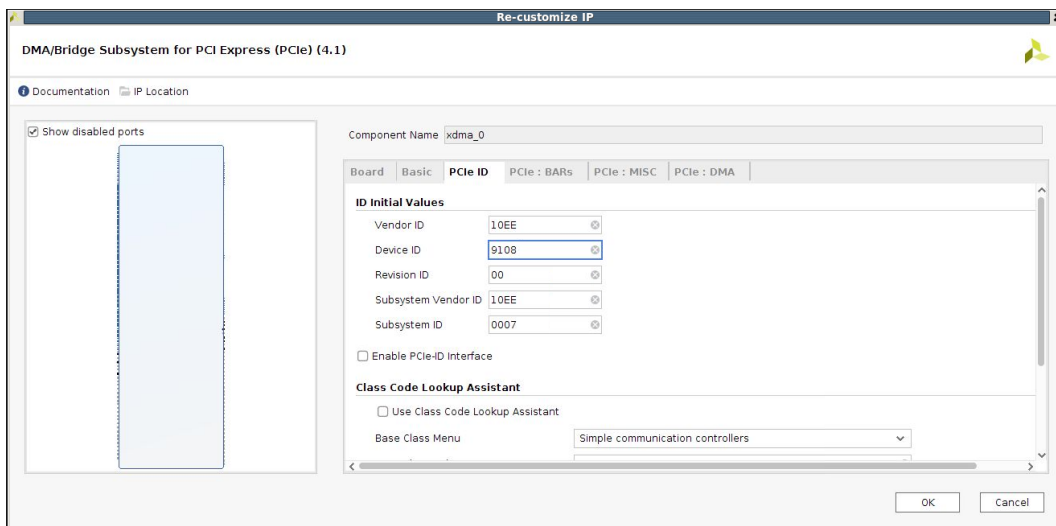 Re-customize IP
DMA/Bridge Subsystem for PCI Express (PCIe) (4.1)
Documentation IP Location
Show disabled ports
Component Name xdma_0
Board Basic PCIe ID PCIe : BARs PCIe : MISC PCIe : DMA
ID Initial Values
Vendor ID 10EE
Device ID 9108
Revision ID 00
Subsystem Vendor ID 10EE
Subsystem ID 0007
Enable PCIe-ID Interface
Class Code Lookup Assistant
Use Class Code Lookup Assistant
Base Class Menu Simple communication controllers
OK Cancel